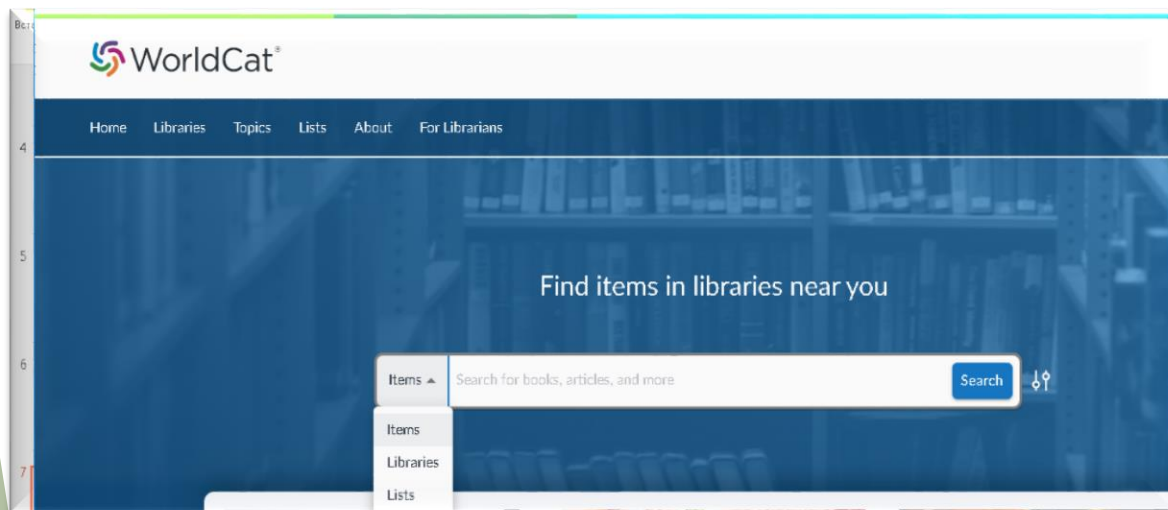 WorldCat®
Home Libraries Topics Lists About For Librarians
4
5
Find items in libraries near you
6
Items Search for books, articles, and more Search
Items
Libraries
7
Lists